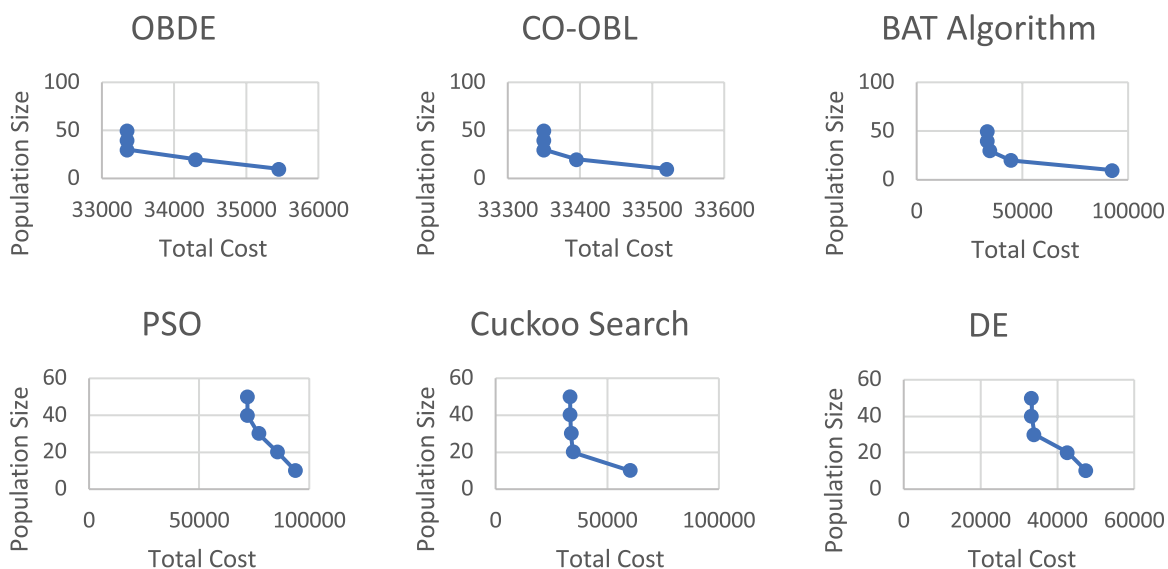 OBDE
Population Size
100
50
0
33000 34000 35000 36000
Total Cost
CO-OBL
Population Size
100
50
0
33300 33400 33500 33600
Total Cost
BAT Algorithm
Population Size
100
50
0
0 50000 100000
Total Cost
PSO
Population Size
60
40
20
0
0 50000 100000
Total Cost
Cuckoo Search
Population Size
60
40
20
0
0 50000 100000
Total Cost
DE
Population Size
60
40
20
0
0 20000 40000 60000
Total Cost